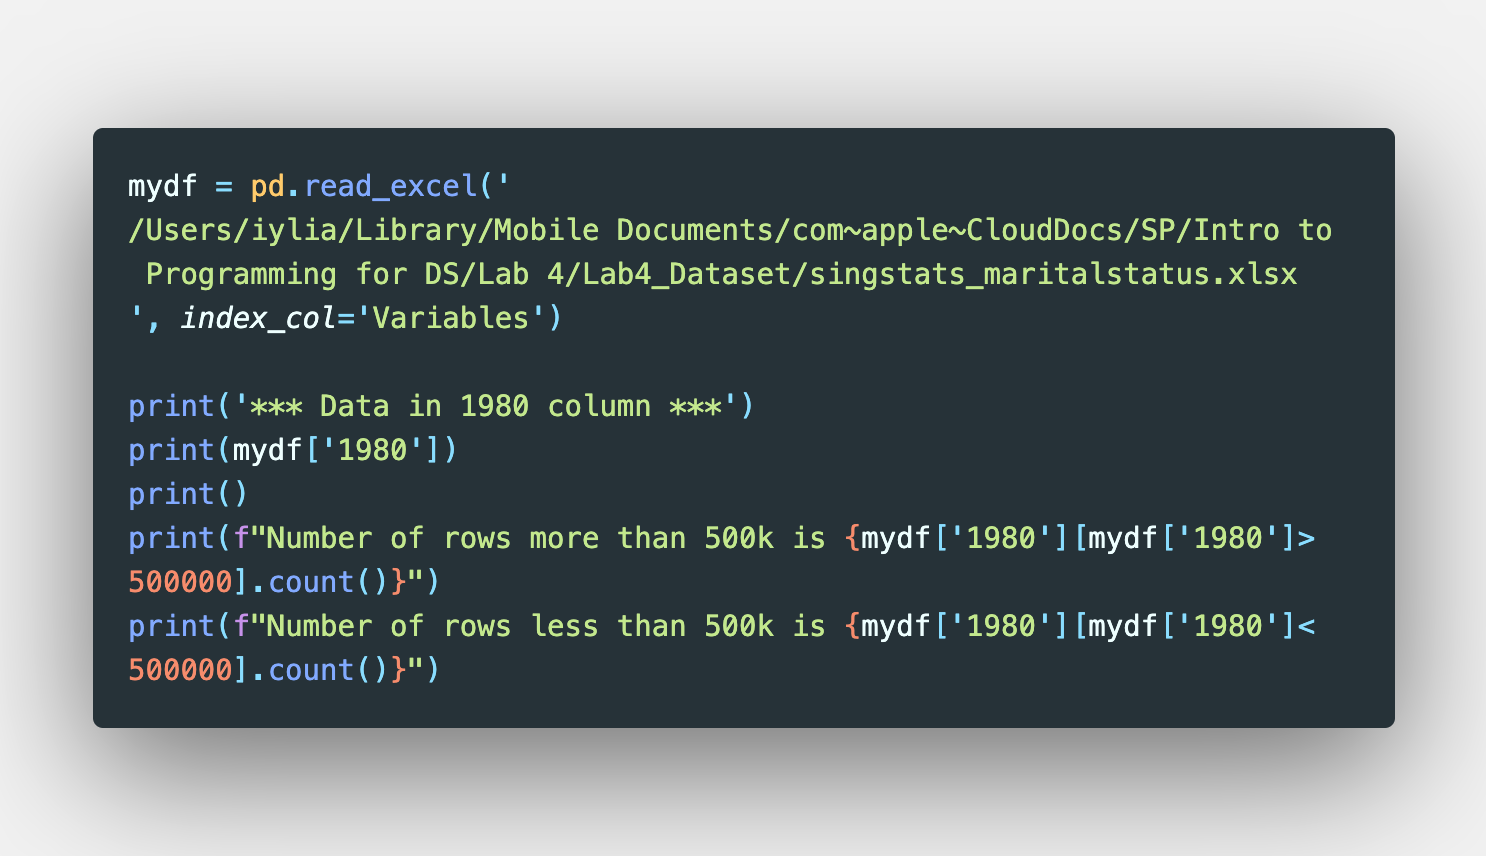 mydf = pd.read_excel('
/Users/iylia/Library/Mobile Documents/com~apple~CloudDocs/SP/Intro to
 Programming for DS/Lab 4/Lab4_Dataset/singstats_maritalstatus.xlsx
', index_col='Variables')

print('*** Data in 1980 column ***')
print(mydf['1980'])
print()
print(f"Number of rows more than 500k is {mydf['1980'][mydf['1980']>
500000].count()}")
print(f"Number of rows less than 500k is {mydf['1980'][mydf['1980']<
500000].count()}")